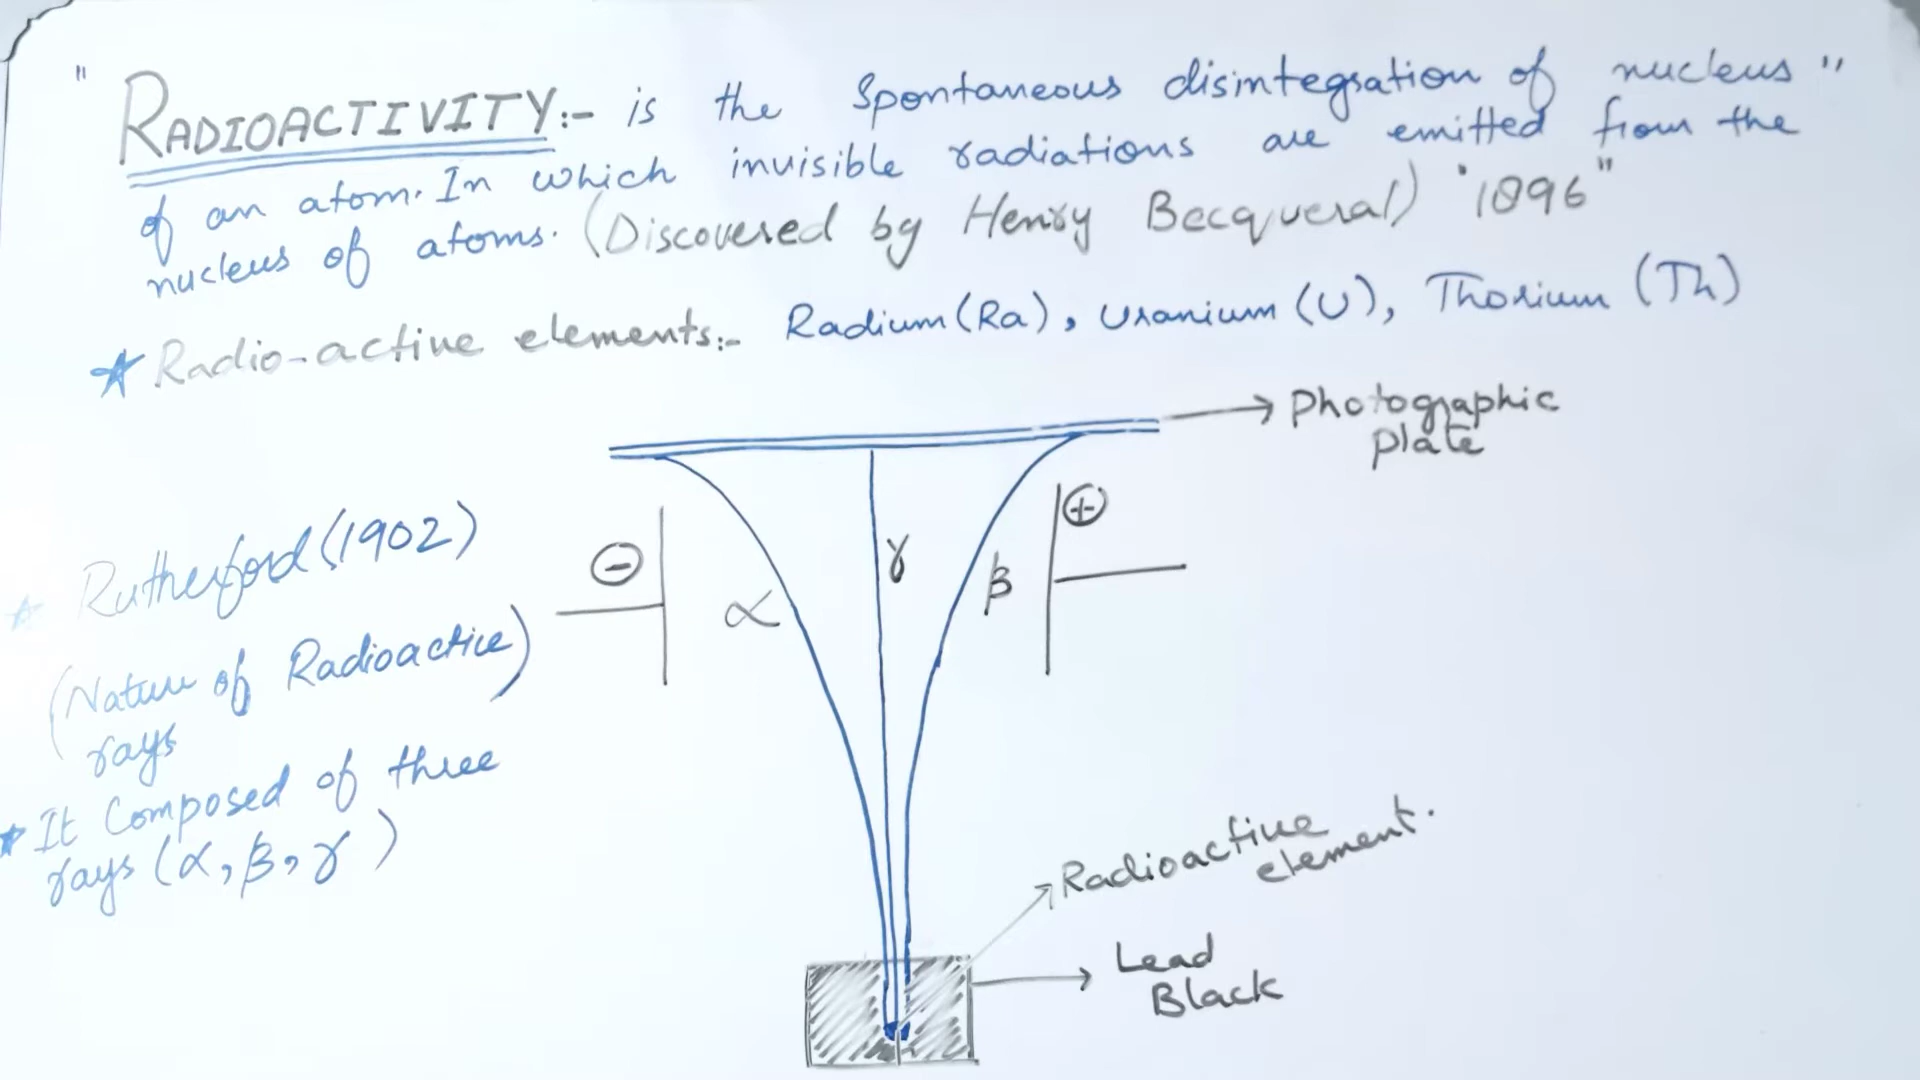 " RADIOACTIVITY:- is the Spontaneous disintegration of nucleus "
of an atom. In which invisible radiations are emitted from the
nucleus of atoms. (Discovered by Henry Becqueral) "1896"
★ Radio-active elements:- Radium (Ra), Uranium (U), Thorium (Th)
Photographic
plate
★ Rutherford (1902)
(Nature of Radioactice)
rays
★ It Composed of three
rays (α, β, γ)
⊖
α
γ
β
⊕
Radioactive
element.
Lead
Black